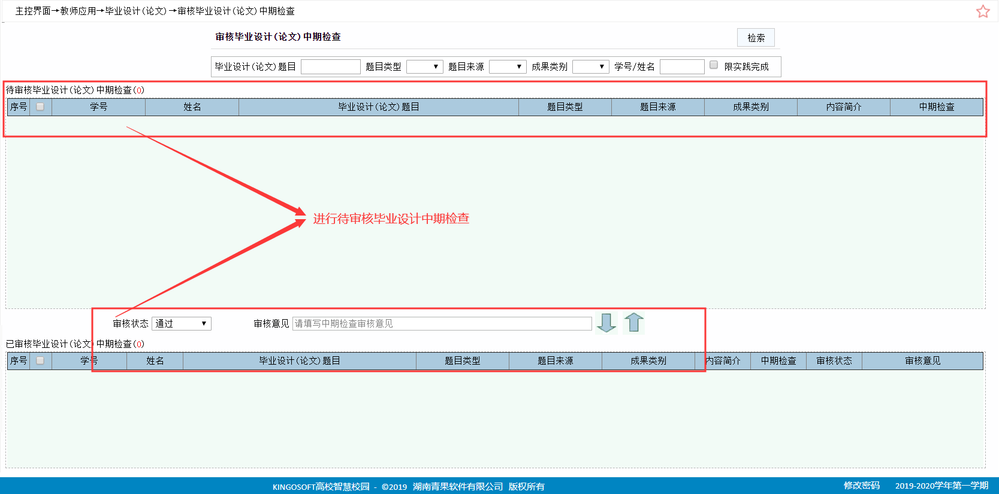 主控界面→教师应用→毕业设计(论文)→审核毕业设计(论文)中期检查
审核毕业设计(论文)中期检查 检索
毕业设计(论文)题目 题目类型 题目来源 成果类别 学号/姓名 限实践完成
待审核毕业设计(论文)中期检查(0)
序号 学号 姓名 毕业设计(论文)题目 题目类型 题目来源 成果类别 内容简介 中期检查
进行待审核毕业设计中期检查
审核状态 通过 审核意见 请填写中期检查审核意见
已审核毕业设计(论文)中期检查(0)
序号 学号 姓名 毕业设计(论文)题目 题目类型 题目来源 成果类别 内容简介 中期检查 审核状态 审核意见
KINGOSOFT高校智慧校园 - ©2019 湖南青果软件有限公司 版权所有 修改密码 2019-2020学年第一学期